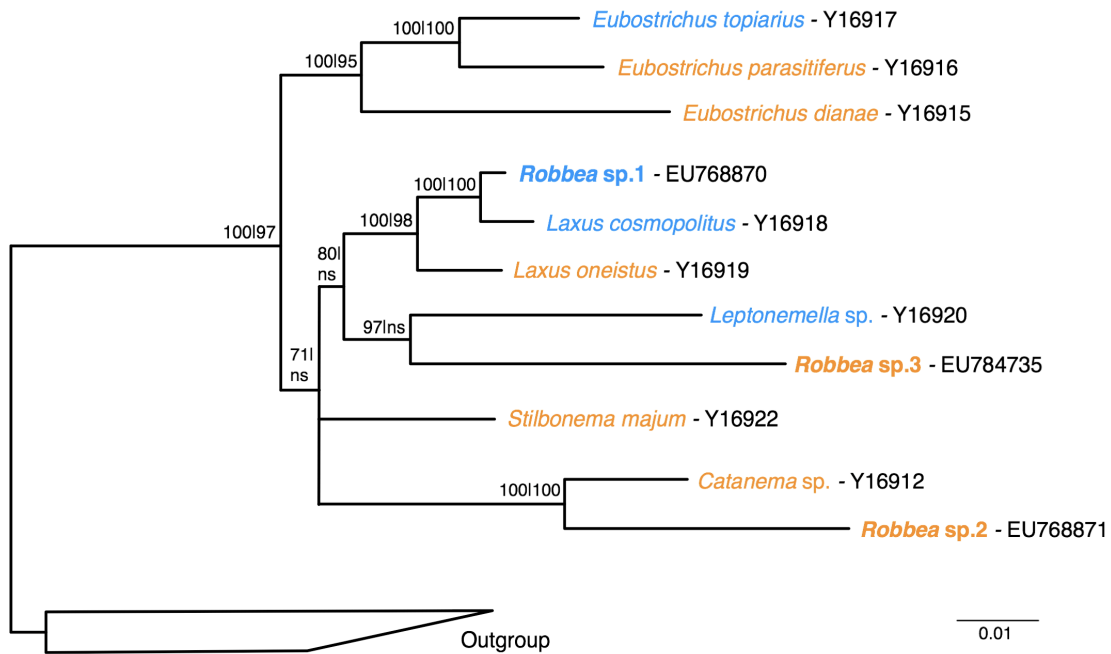 Eubostrichus topiarius - Y16917
100|100
Eubostrichus parasitiferus - Y16916
100|95
Eubostrichus dianae - Y16915
Robbea sp.1 - EU768870
100|100
Laxus cosmopolitus - Y16918
100|98
100|97
80|
ns
Laxus oneistus - Y16919
Leptonemella sp. - Y16920
97|ns
71|
ns
Robbea sp.3 - EU784735
Stilbonema majum - Y16922
Catanema sp. - Y16912
100|100
Robbea sp.2 - EU768871
Outgroup
0.01